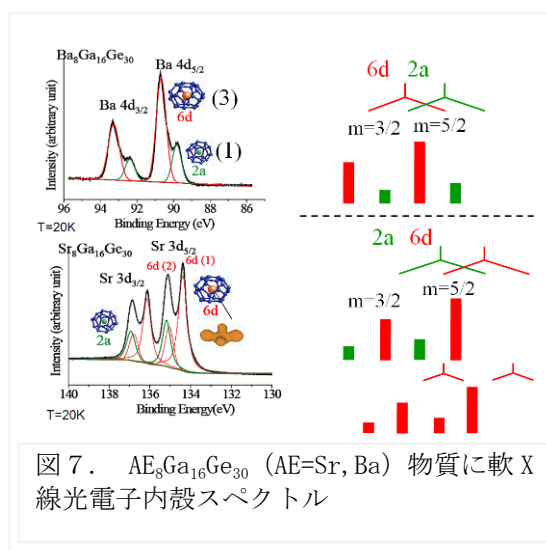 Ba₈Ga₁₆Ge₃₀
Ba 4d₅/₂
Ba 4d₃/₂
6d
(3)
2a
(1)
Intensity (arbitrary unit)
96 94 92 90 88 86
Binding Energy (eV)
T=20K
6d 2a
m=3/2 m=5/2
Sr₈Ga₁₆Ge₃₀
Sr 3d₅/₂
Sr 3d₃/₂
6d (2)
6d (1)
2a
6d
Intensity (arbitrary unit)
140 138 136 134 132 130
Binding Energy(eV)
T=20K
2a 6d
m=3/2 m=5/2
図７. AE₈Ga₁₆Ge₃₀ (AE=Sr,Ba) 物質に軟 X
線光電子内殻スペクトル